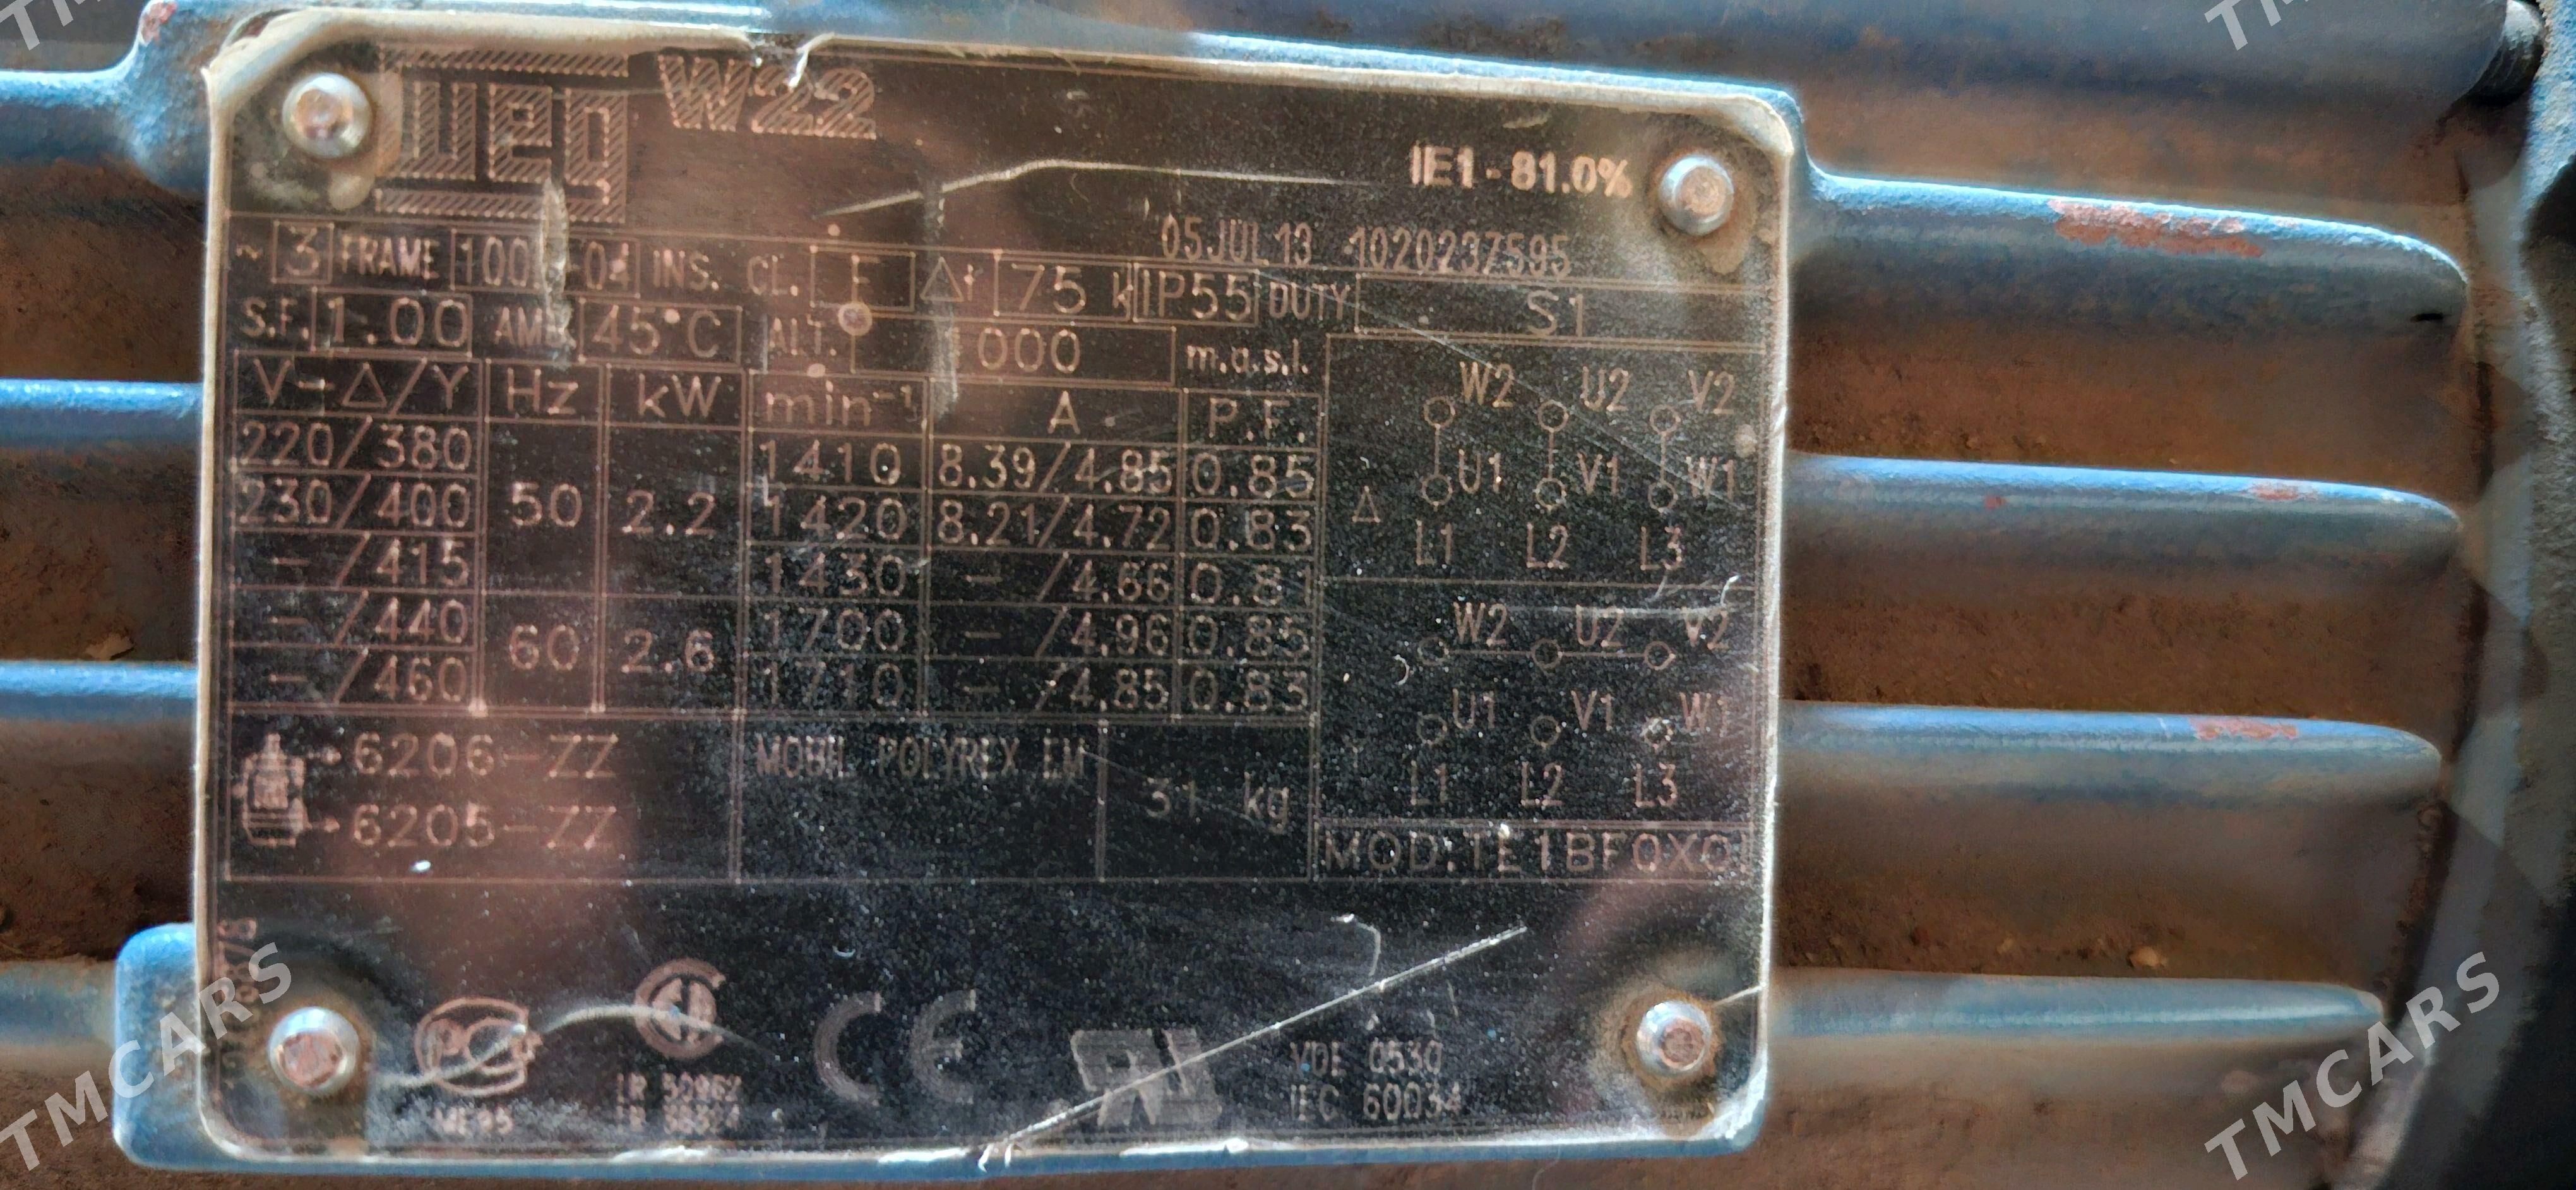 TMCARS TMCARS
WEG W22
IE1 - 81.0%
05JUL13 1020237595
~ 3 FRAME 100L-04 INS. CL. F Δt 75 K IP55 DUTY S1
S.F. 1.00 AMB. 45°C ALT. 1000 m.a.s.l.
V-Δ/Y Hz kW min⁻¹ A P.F.
220/380 1410 8.39/4.85 0.85
230/400 50 2.2 1420 8.21/4.72 0.83
- /415 1430 - /4.66 0.81
- /440 60 2.6 1700 - /4.96 0.85
- /460 1710 - /4.85 0.83
W2 U2 V2
Δ U1 V1 W1
L1 L2 L3
W2 U2 V2
Y U1 V1 W1
L1 L2 L3
6206-ZZ MOBIL POLYREX EM 31 kg
6205-ZZ
MOD.TE1BF0X0
PC
CE
VDE 0530
IEC 60034
TMCARS TMCARS